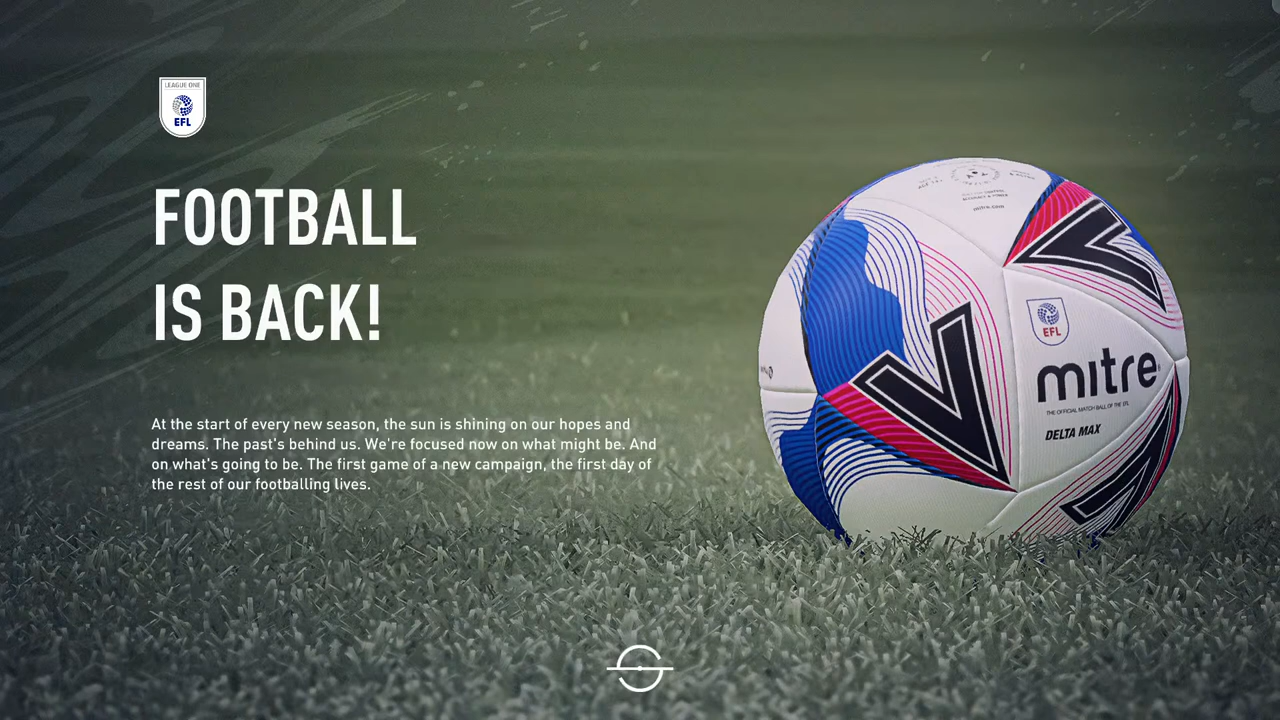 LEAGUE ONE
EFL
FOOTBALL
IS BACK!
At the start of every new season, the sun is shining on our hopes and
dreams. The past's behind us. We're focused now on what might be. And
on what's going to be. The first game of a new campaign, the first day of
the rest of our footballing lives.
EFL
mitre
THE OFFICIAL MATCH BALL OF THE EFL
DELTA MAX